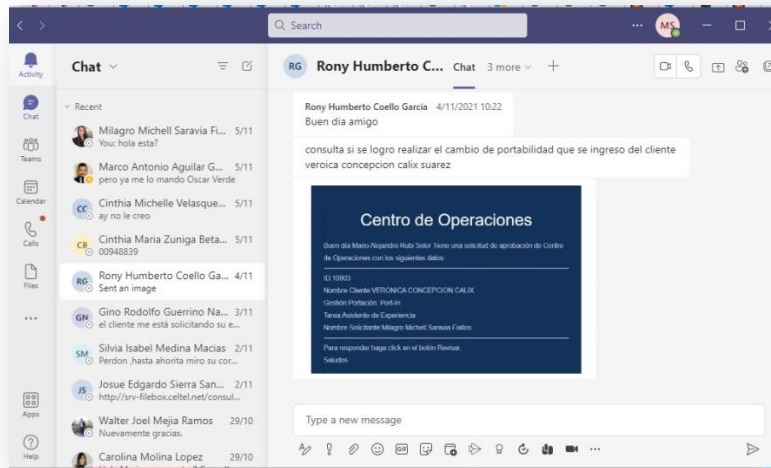 Search
MS
Activity
Chat
Teams
Calendar
Calls
Files
Apps
Help
Chat
Recent
Milagro Michell Saravia Fi... 5/11
You: hola esta?
Marco Antonio Aguilar G... 5/11
pero ya me lo mando Oscar Verde
CC
Cinthia Michelle Velasque... 5/11
ay no le creo
CB
Cinthia Maria Zuniga Beta... 5/11
00948839
RG
Rony Humberto Coello Ga... 4/11
Sent an image
GN
Gino Rodolfo Guerrino Na... 3/11
el cliente me está solicitando su e...
SM
Silvia Isabel Medina Macias 2/11
Perdon ,hasta ahorita miro su cor...
JS
Josue Edgardo Sierra San... 2/11
http://srv-filebox.celtel.net/consul...
Walter Joel Mejia Ramos 29/10
Nuevamente gracias.
Carolina Molina Lopez 29/10
RG Rony Humberto C... Chat 3 more
Rony Humberto Coello Garcia 4/11/2021 10:22
Buen dia amigo
consulta si se logro realizar el cambio de portabilidad que se ingreso del cliente
veroica concepcion calix suarez
Centro de Operaciones
Buen día Mario Alejandro Rubi Solor Tiene una solicitud de aprobación de Centro
de Operaciones con los siguientes datos:
ID:10903
Nombre Cliente VERONICA CONCEPCION CALIX
Gestión Portación: Port-In
Tarea Asistente de Experiencia
Nombre Solicitante Milagro Michell Saravia Fiallos
Para responder haga click en el botón Revisar.
Saludos.
Type a new message
GIF